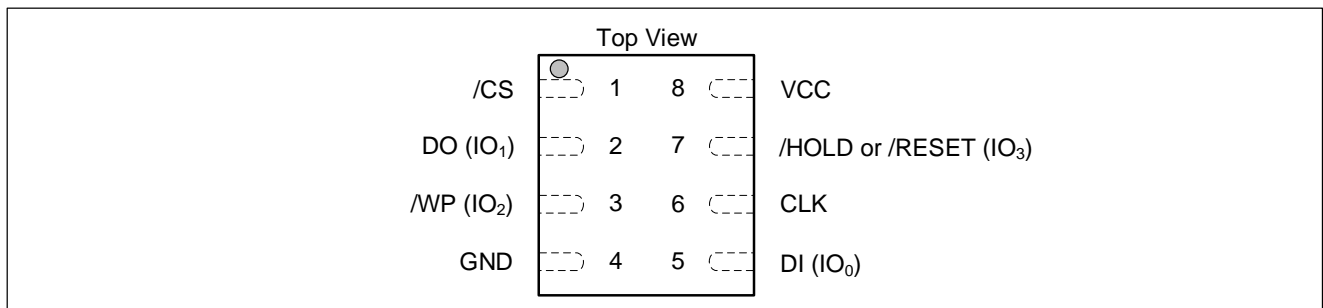 Top View
/CS 1 8 VCC
DO (IO₁) 2 7 /HOLD or /RESET (IO₃)
/WP (IO₂) 3 6 CLK
GND 4 5 DI (IO₀)